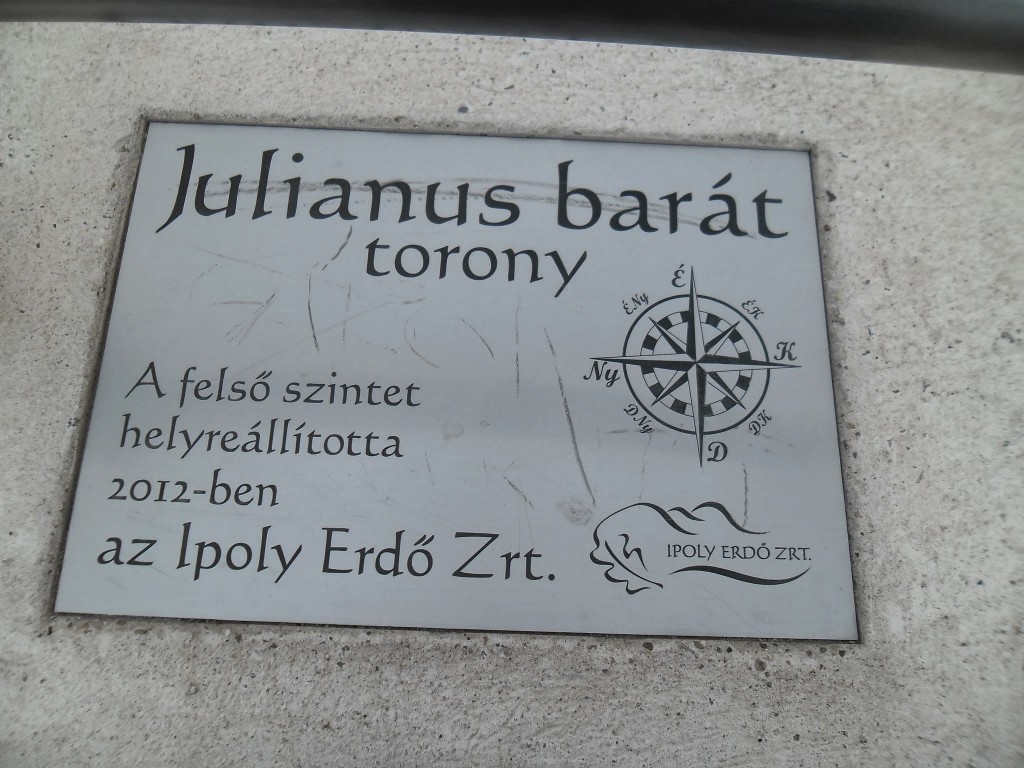 Julianus barát
torony
É
ÉNy
ÉK
K
Ny
DNy
DK
D
A felső szintet
helyreállította
2012-ben
az Ipoly Erdő Zrt.
IPOLY ERDŐ ZRT.